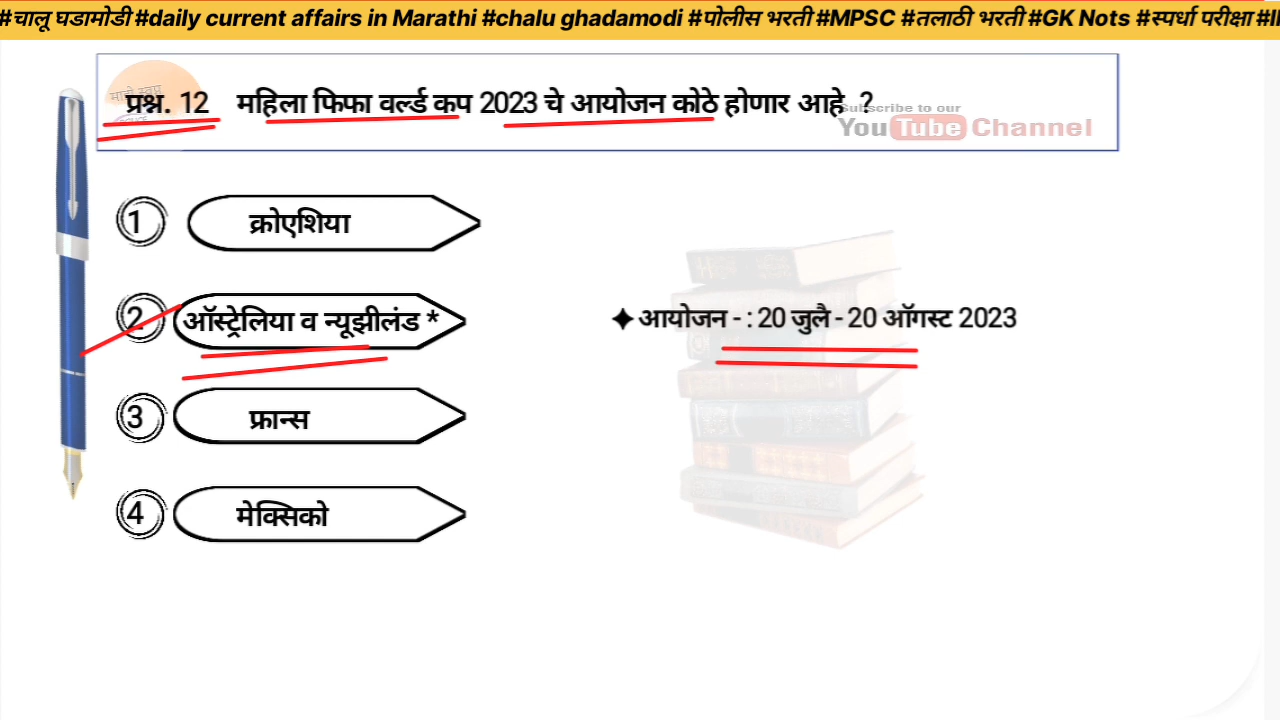 #चालू घडामोडी #daily current affairs in Marathi #chalu ghadamodi #पोलीस भरती #MPSC #तलाठी भरती #GK Nots #स्पर्धा परीक्षा
माझे स्वप्न
प्रश्न. 12 महिला फिफा वर्ल्ड कप 2023 चे आयोजन कोठे होणार आहे ?
Subscribe to our
YouTube Channel
1 क्रोएशिया
2 ऑस्ट्रेलिया व न्यूझीलंड *
✦ आयोजन - : 20 जुलै - 20 ऑगस्ट 2023
3 फ्रान्स
4 मेक्सिको